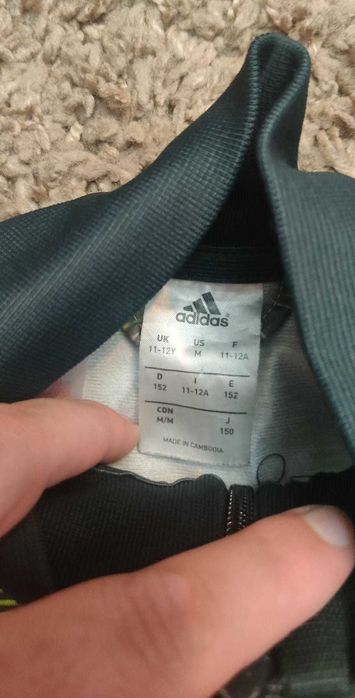 adidas
UK US F
11-12Y M 11-12A
D I E
152 11-12A 152
CDN J
M/M 150
MADE IN CAMBODIA